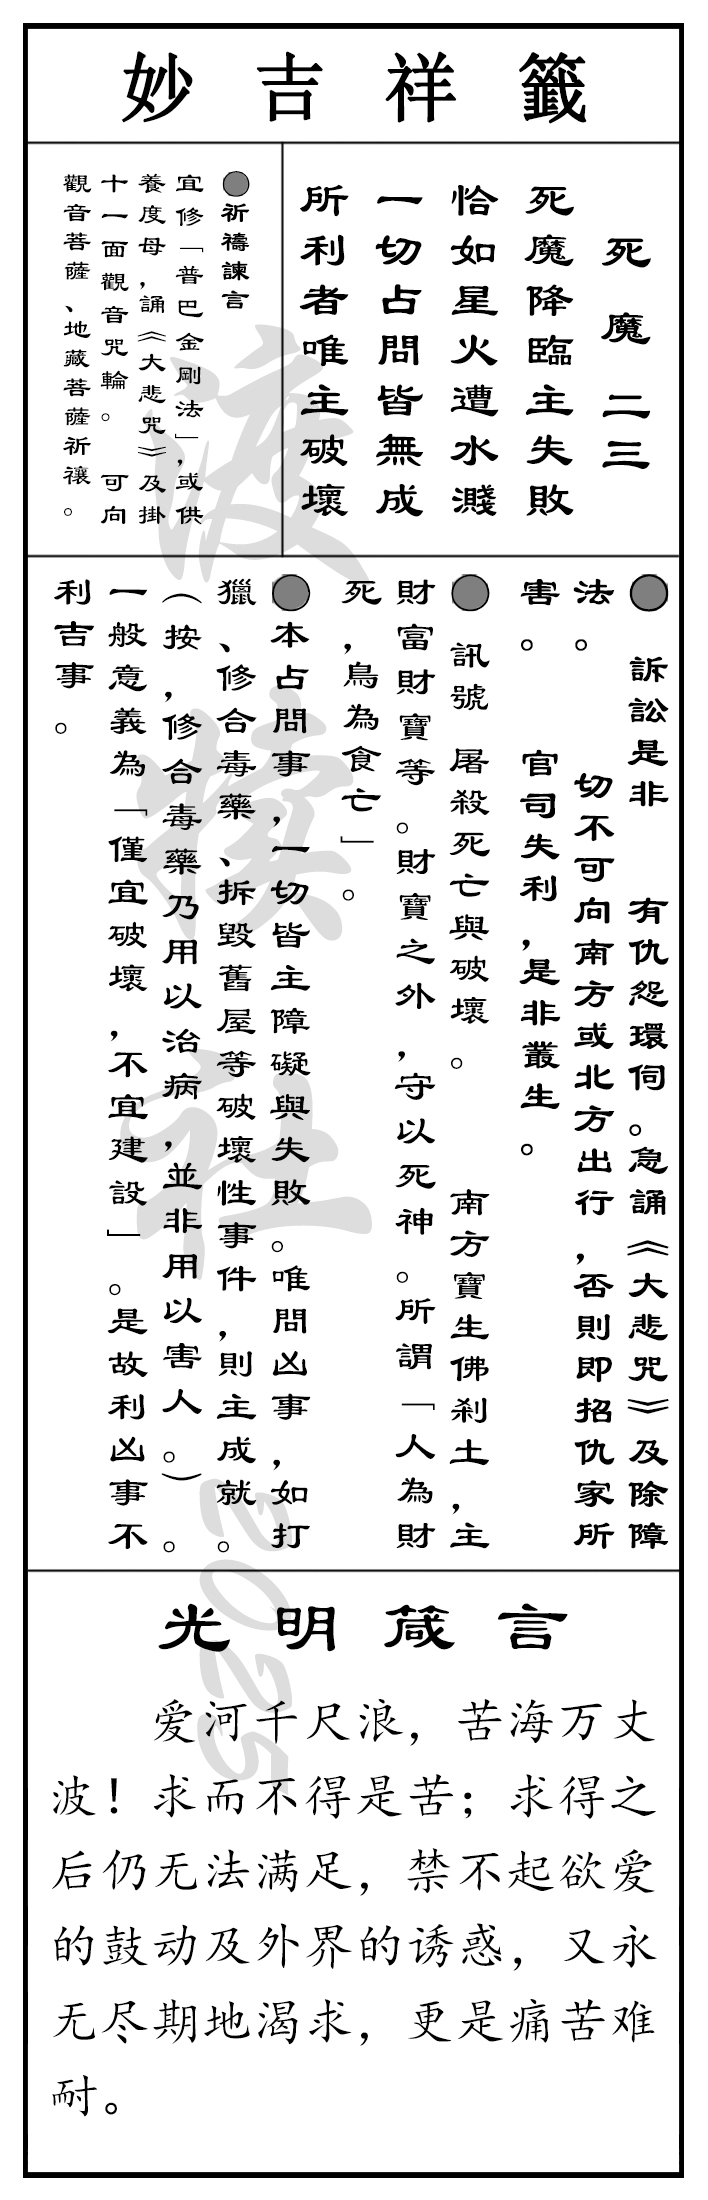 妙吉祥籤
死魔二三
死魔降臨主失敗
恰如星火遭水濺
一切占問皆無成
所利者唯主破壞
●祈禱諫言
宜修「普巴金剛法」，或供
養度母，誦《大悲咒》及掛
十一面觀音咒輪。 可向
觀音菩薩、地藏菩薩祈禳。
● 訴訟是非 有仇怨環伺。急誦《大悲咒》及除障
法。 切不可向南方或北方出行，否則即招仇家所
害。 官司失利，是非叢生。
● 訊號 屠殺死亡與破壞。 南方寶生佛剎土，主
財富財寶等。財寶之外，守以死神。所謂「人為財
死，鳥為食亡」。
●本占問事，一切皆主障礙與失敗。唯問凶事，如打
獵、修合毒藥、拆毀舊屋等破壞性事件，則主成就。
（按，修合毒藥乃用以治病，並非用以害人。）。
一般意義為「僅宜破壞，不宜建設」。是故利凶事不
利吉事。
光明箴言
爱河千尺浪，苦海万丈
波！求而不得是苦；求得之
后仍无法满足，禁不起欲爱
的鼓动及外界的诱惑，又永
无尽期地渴求，更是痛苦难
耐。
渡犊社2025